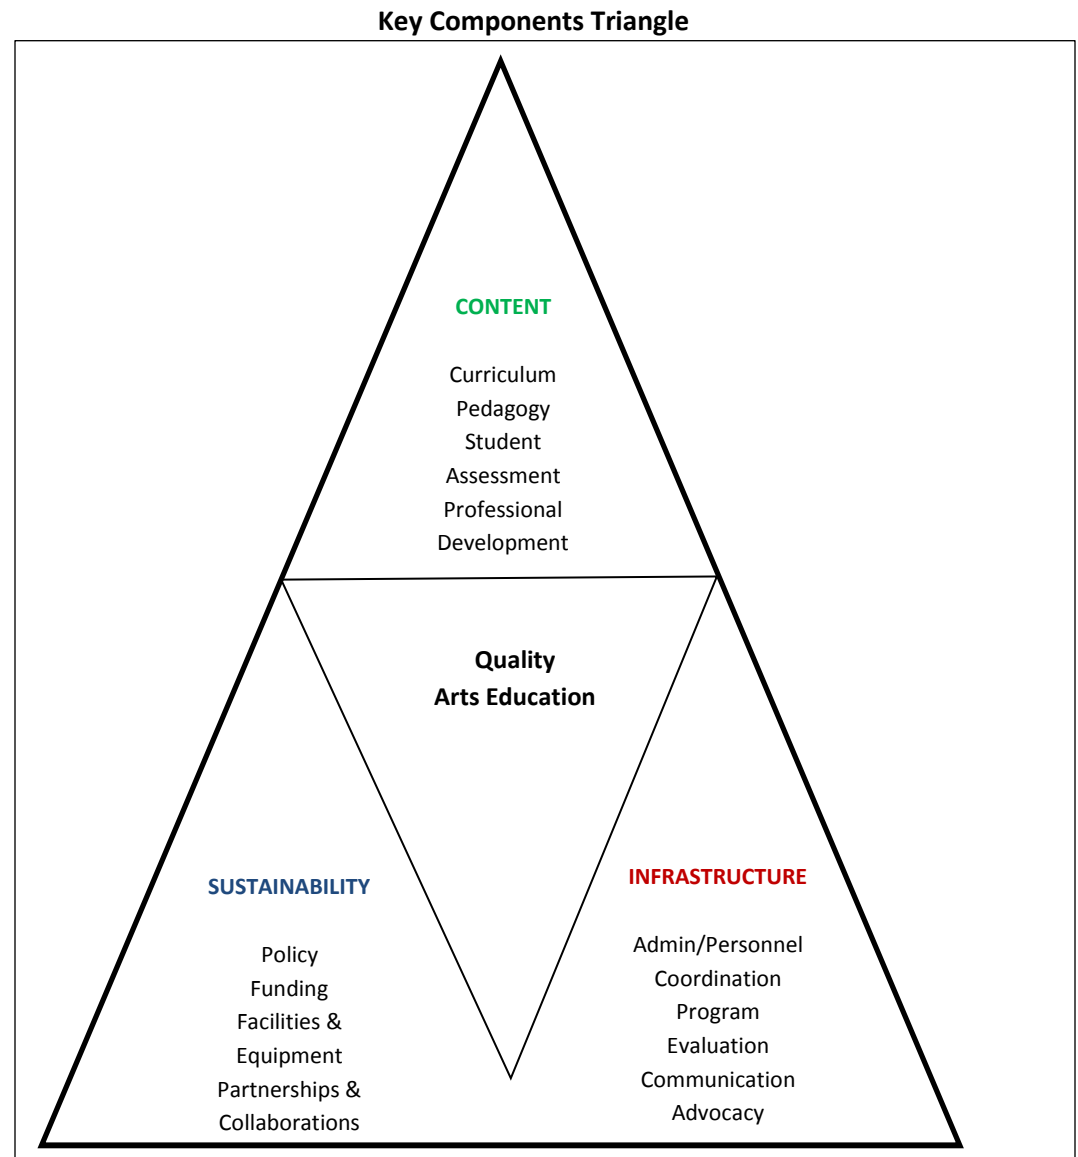 Key Components Triangle
CONTENT
Curriculum
Pedagogy
Student
Assessment
Professional
Development
Quality
Arts Education
SUSTAINABILITY
Policy
Funding
Facilities &
Equipment
Partnerships &
Collaborations
INFRASTRUCTURE
Admin/Personnel
Coordination
Program
Evaluation
Communication
Advocacy